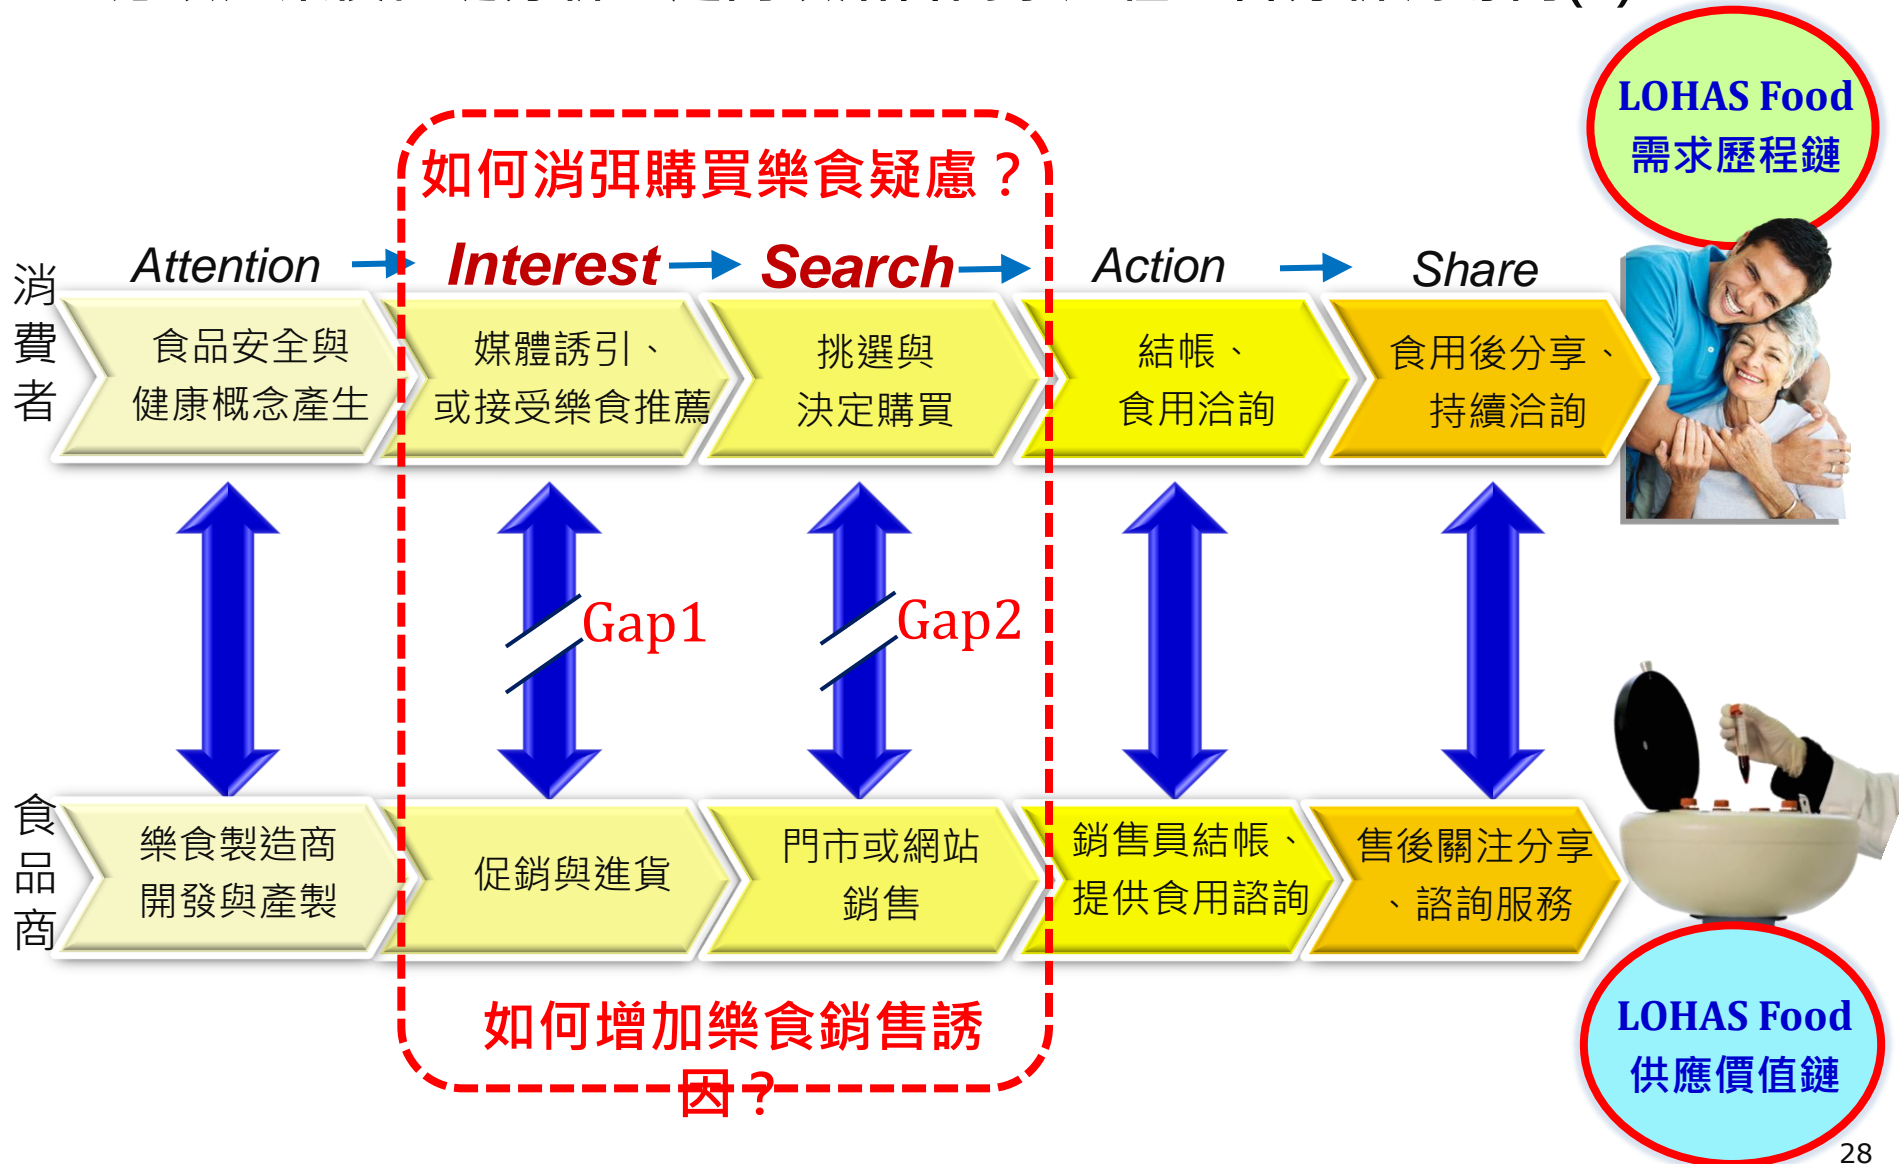 LOHAS Food
需求歷程鏈
如何消弭購買樂食疑慮？
Attention
Interest
Search
Action
Share
消費者
食品安全與
健康概念產生
媒體誘引、
或接受樂食推薦
挑選與
決定購買
結帳、
食用洽詢
食用後分享、
持續洽詢
Gap1
Gap2
食品商
樂食製造商
開發與產製
促銷與進貨
門市或網站
銷售
銷售員結帳、
提供食用諮詢
售後關注分享
、諮詢服務
如何增加樂食銷售誘
因？
LOHAS Food
供應價值鏈
28